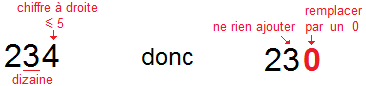 chiffre à droite
⩽ 5
remplacer
ne rien ajouter par un 0
234 donc 230
dizaine